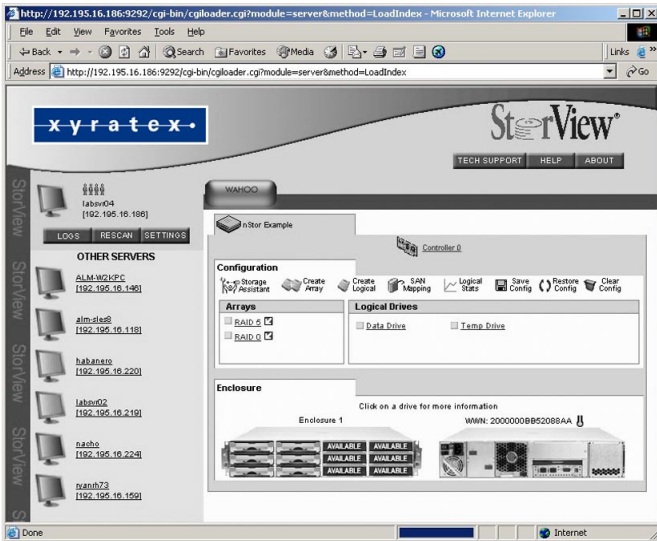 http://192.195.16.186:9292/cgi-bin/cgiloader.cgi?module=server&method=LoadIndex - Microsoft Internet Explorer
File Edit View Favorites Tools Help
Back Search Favorites Media Links
Address http://192.195.16.186:9292/cgi-bin/cgiloader.cgi?module=server&method=LoadIndex Go
xyratex
StorView
TECH SUPPORT HELP ABOUT
StorView
StorView
StorView
StorView
labsvr04
[192.195.16.186]
LOGS RESCAN SETTINGS
OTHER SERVERS
ALM-W2KPC
[192.195.16.146]
alm-sles8
[192.195.16.118]
habanero
[192.195.16.220]
labsvr02
[192.195.16.219]
nacho
[192.195.16.224]
ryanrh73
[192.195.16.159]
WAHOO
nStor Example
Controller 0
Configuration
Storage Assistant
Create Array
Create Logical
SAN Mapping
Logical Stats
Save Config
Restore Config
Clear Config
Arrays
RAID 5
RAID 0
Logical Drives
Data Drive Temp Drive
Enclosure
Click on a drive for more information
Enclosure 1 WWN: 2000000BB52088AA
AVAILABLE AVAILABLE
AVAILABLE AVAILABLE
AVAILABLE AVAILABLE
Done Internet